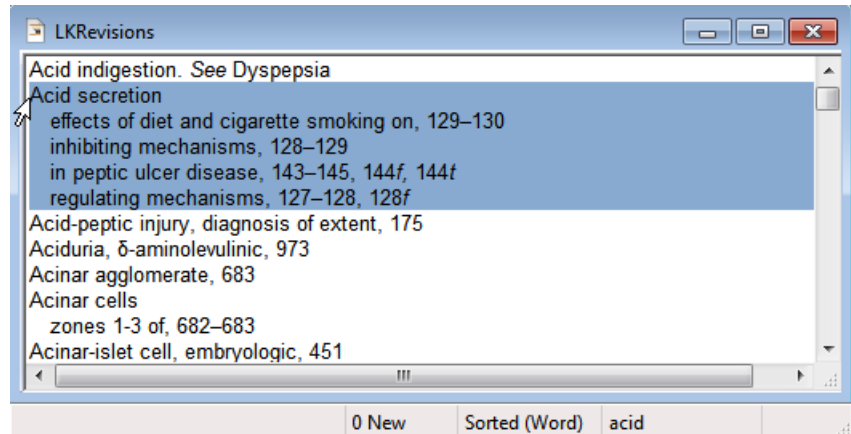 LKRevisions
Acid indigestion. See Dyspepsia
Acid secretion
effects of diet and cigarette smoking on, 129–130
inhibiting mechanisms, 128–129
in peptic ulcer disease, 143–145, 144f, 144t
regulating mechanisms, 127–128, 128f
Acid-peptic injury, diagnosis of extent, 175
Aciduria, δ-aminolevulinic, 973
Acinar agglomerate, 683
Acinar cells
zones 1-3 of, 682–683
Acinar-islet cell, embryologic, 451
0 New Sorted (Word) acid